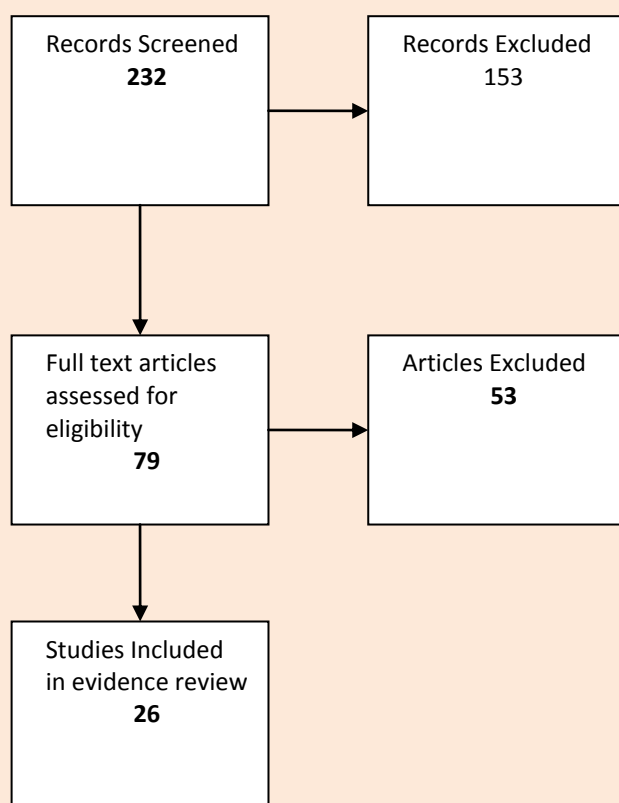 Records Screened
232
Records Excluded
153
Full text articles
assessed for
eligibility
79
Articles Excluded
53
Studies Included
in evidence review
26